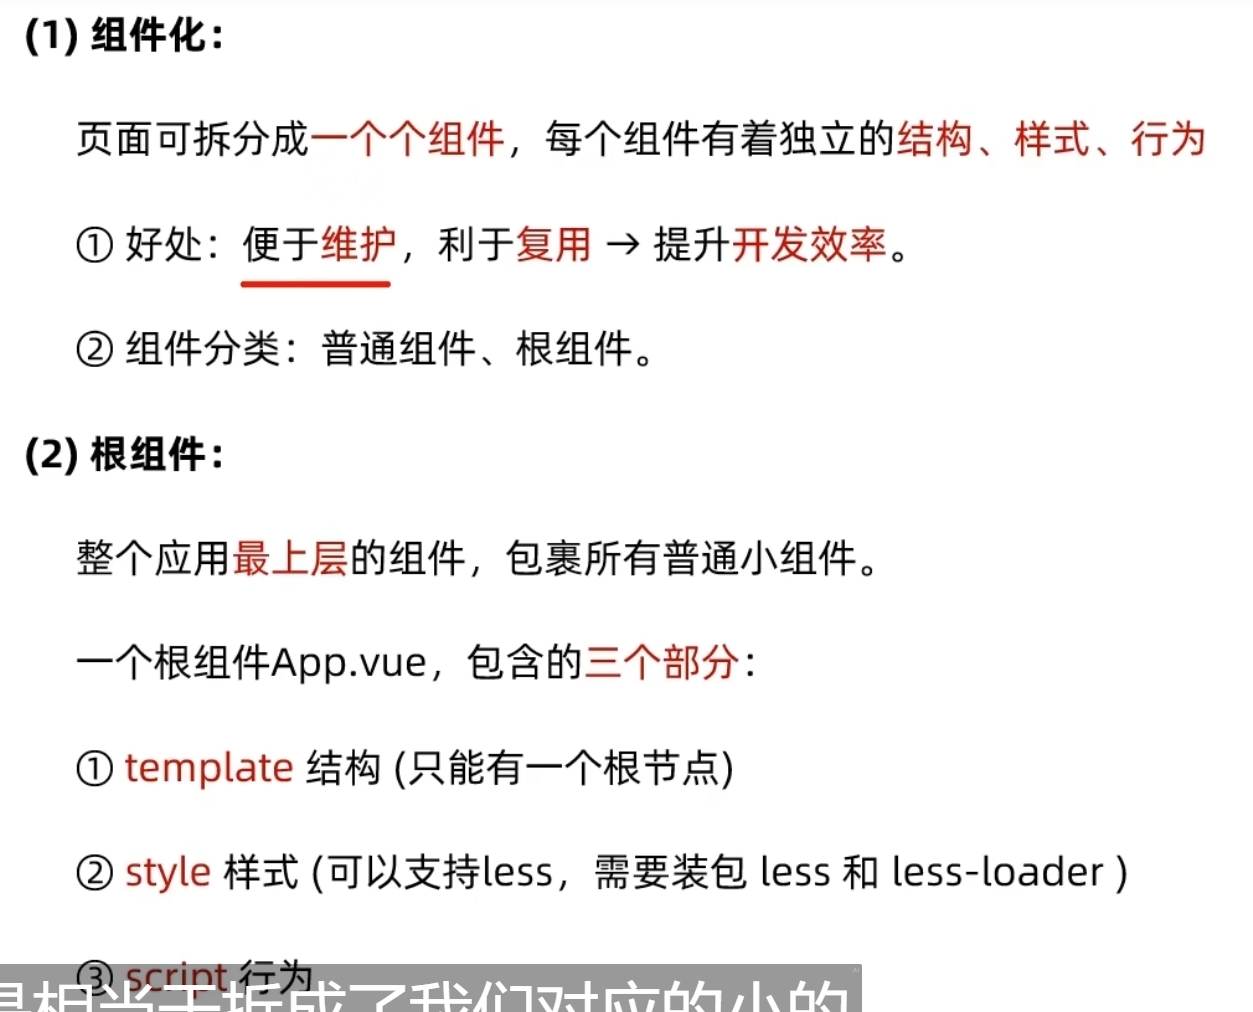 (1) 组件化：
页面可拆分成一个个组件，每个组件有着独立的结构、样式、行为
① 好处：便于维护，利于复用 → 提升开发效率。
② 组件分类：普通组件、根组件。
(2) 根组件：
整个应用最上层的组件，包裹所有普通小组件。
一个根组件App.vue，包含的三个部分：
① template 结构 (只能有一个根节点)
② style 样式 (可以支持less，需要装包 less 和 less-loader )
③ script 行为
是相当于拆成了我们对应的小的